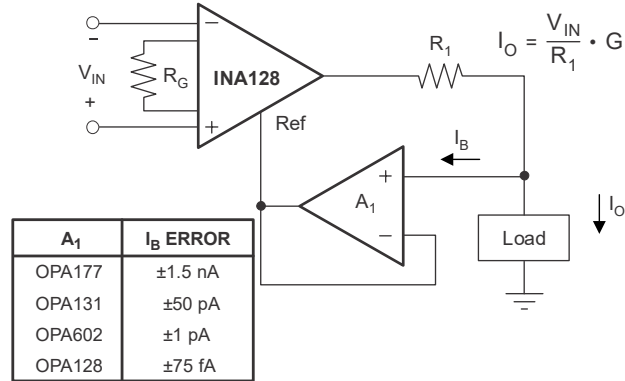 −
V_IN
+
R_G
−
INA128
+
Ref
R_1
I_O = V_IN / R_1 • G
I_B
+
A_1
−
I_O
Load
A_1 I_B ERROR
OPA177 ±1.5 nA
OPA131 ±50 pA
OPA602 ±1 pA
OPA128 ±75 fA